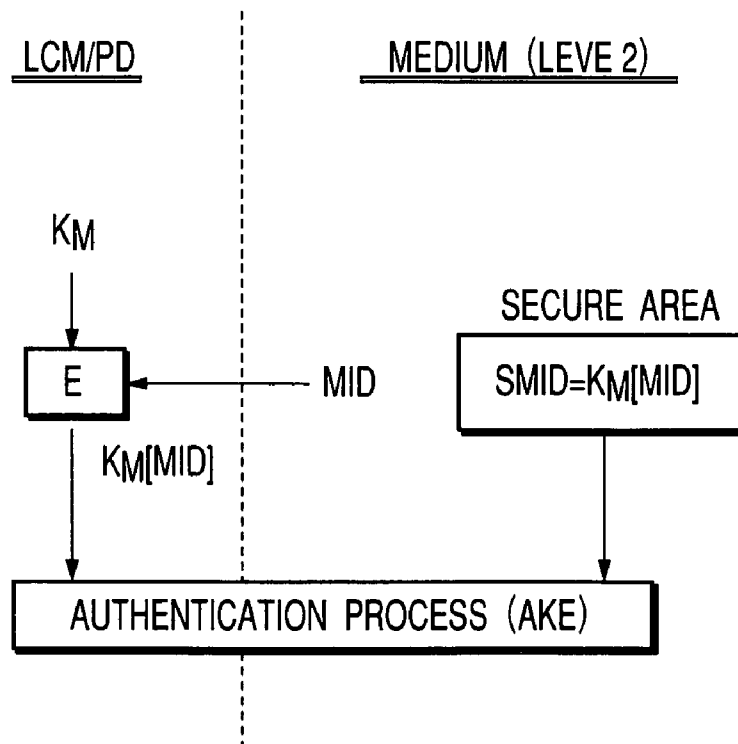 LCM/PD
MEDIUM (LEVE 2)
KM
SECURE AREA
E
MID
SMID=KM[MID]
KM[MID]
AUTHENTICATION PROCESS (AKE)